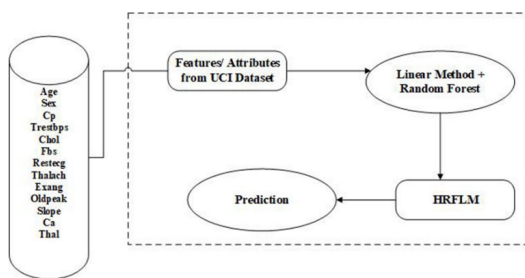 Age
Sex
Cp
Trestbps
Chol
Fbs
Restecg
Thalach
Exang
Oldpeak
Slope
Ca
Thal
Features/ Attributes
from UCI Dataset
Linear Method +
Random Forest
HRFLM
Prediction